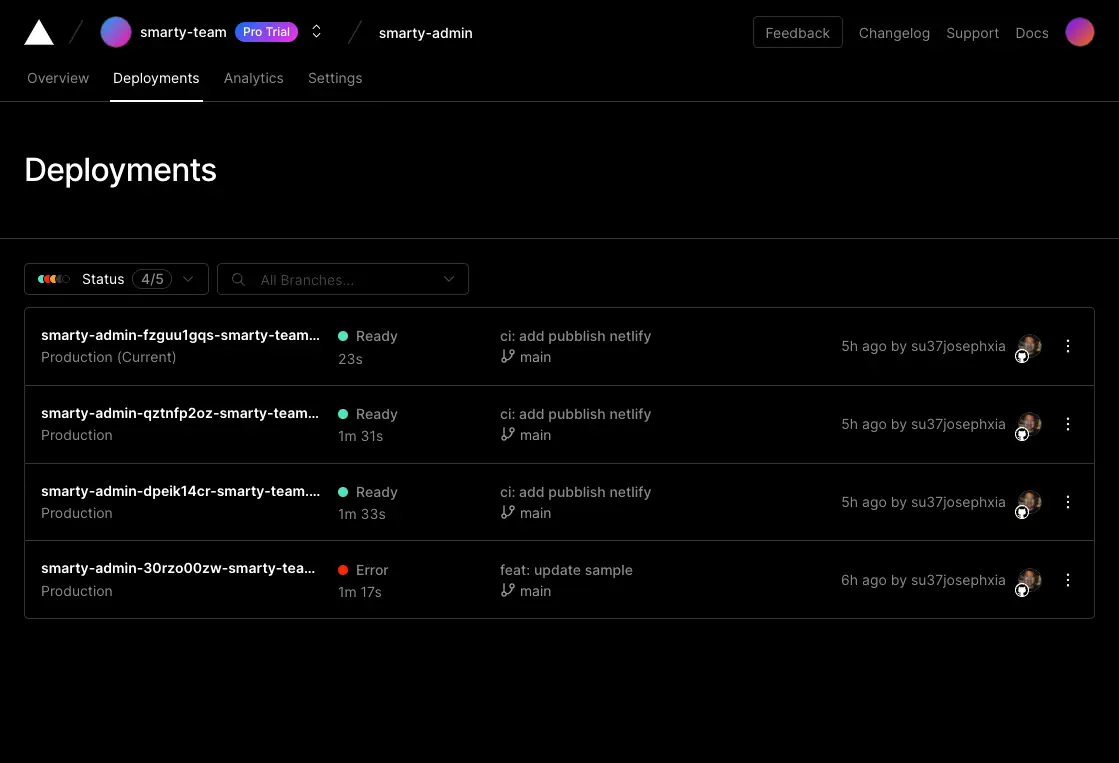 smarty-team Pro Trial smarty-admin Feedback Changelog Support Docs
Overview Deployments Analytics Settings
Deployments
Status 4/5 All Branches...
smarty-admin-fzguu1gqs-smarty-team... Ready ci: add pubblish netlify
Production (Current) 23s main 5h ago by su37josephxia
smarty-admin-qztnfp2oz-smarty-team... Ready ci: add pubblish netlify
Production 1m 31s main 5h ago by su37josephxia
smarty-admin-dpeik14cr-smarty-team.... Ready ci: add pubblish netlify
Production 1m 33s main 5h ago by su37josephxia
smarty-admin-30rzo00zw-smarty-tea... Error feat: update sample
Production 1m 17s main 6h ago by su37josephxia